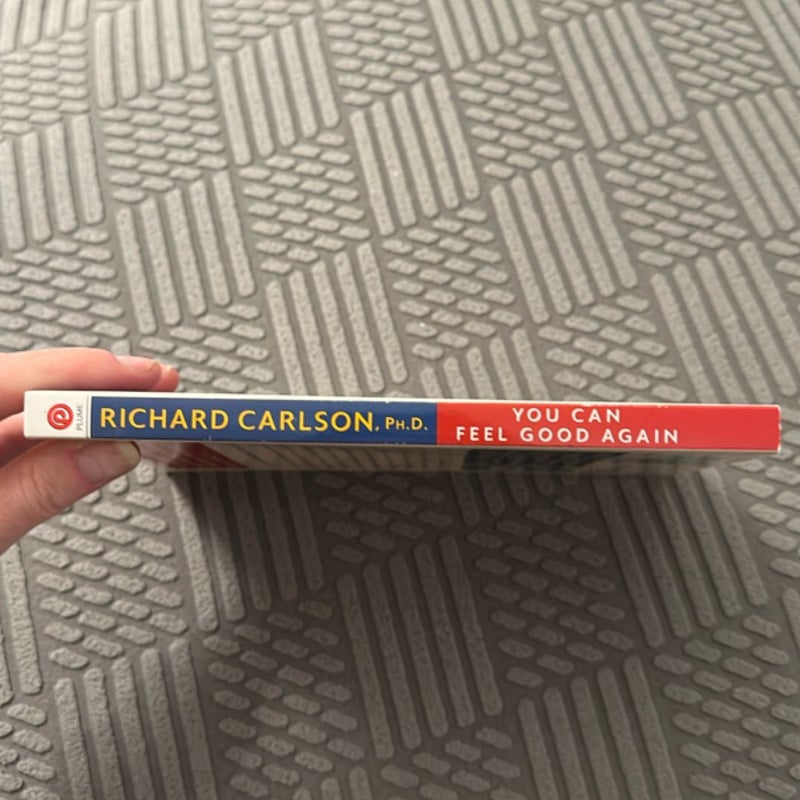 PLUME
RICHARD CARLSON, PH.D.
YOU CAN
FEEL GOOD AGAIN